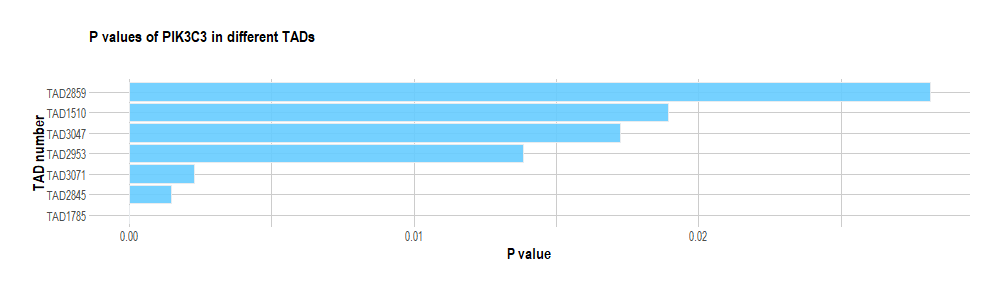 P values of PIK3C3 in different TADs
TAD number
TAD2859
TAD1510
TAD3047
TAD2953
TAD3071
TAD2845
TAD1785
0.00 0.01 0.02
P value